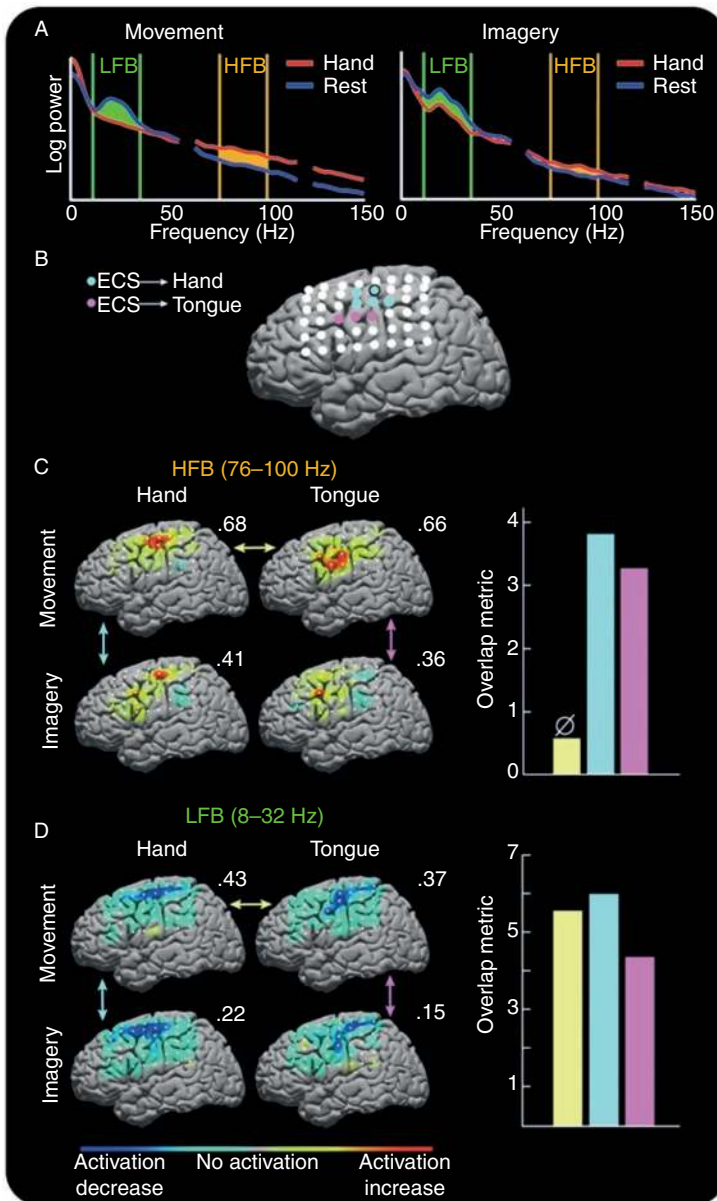 A
Movement
Imagery
LFB
HFB
Hand
Rest
LFB
HFB
Hand
Rest
Log power
0
50
100
150
0
50
100
150
Frequency (Hz)
Frequency (Hz)
B
ECS
Hand
ECS
Tongue
C
HFB (76–100 Hz)
Hand
Tongue
Movement
.68
.66
Imagery
.41
.36
Overlap metric
4
3
2
1
0
∅
D
LFB (8–32 Hz)
Hand
Tongue
Movement
.43
.37
Imagery
.22
.15
Overlap metric
7
5
3
1
Activation decrease
No activation
Activation increase